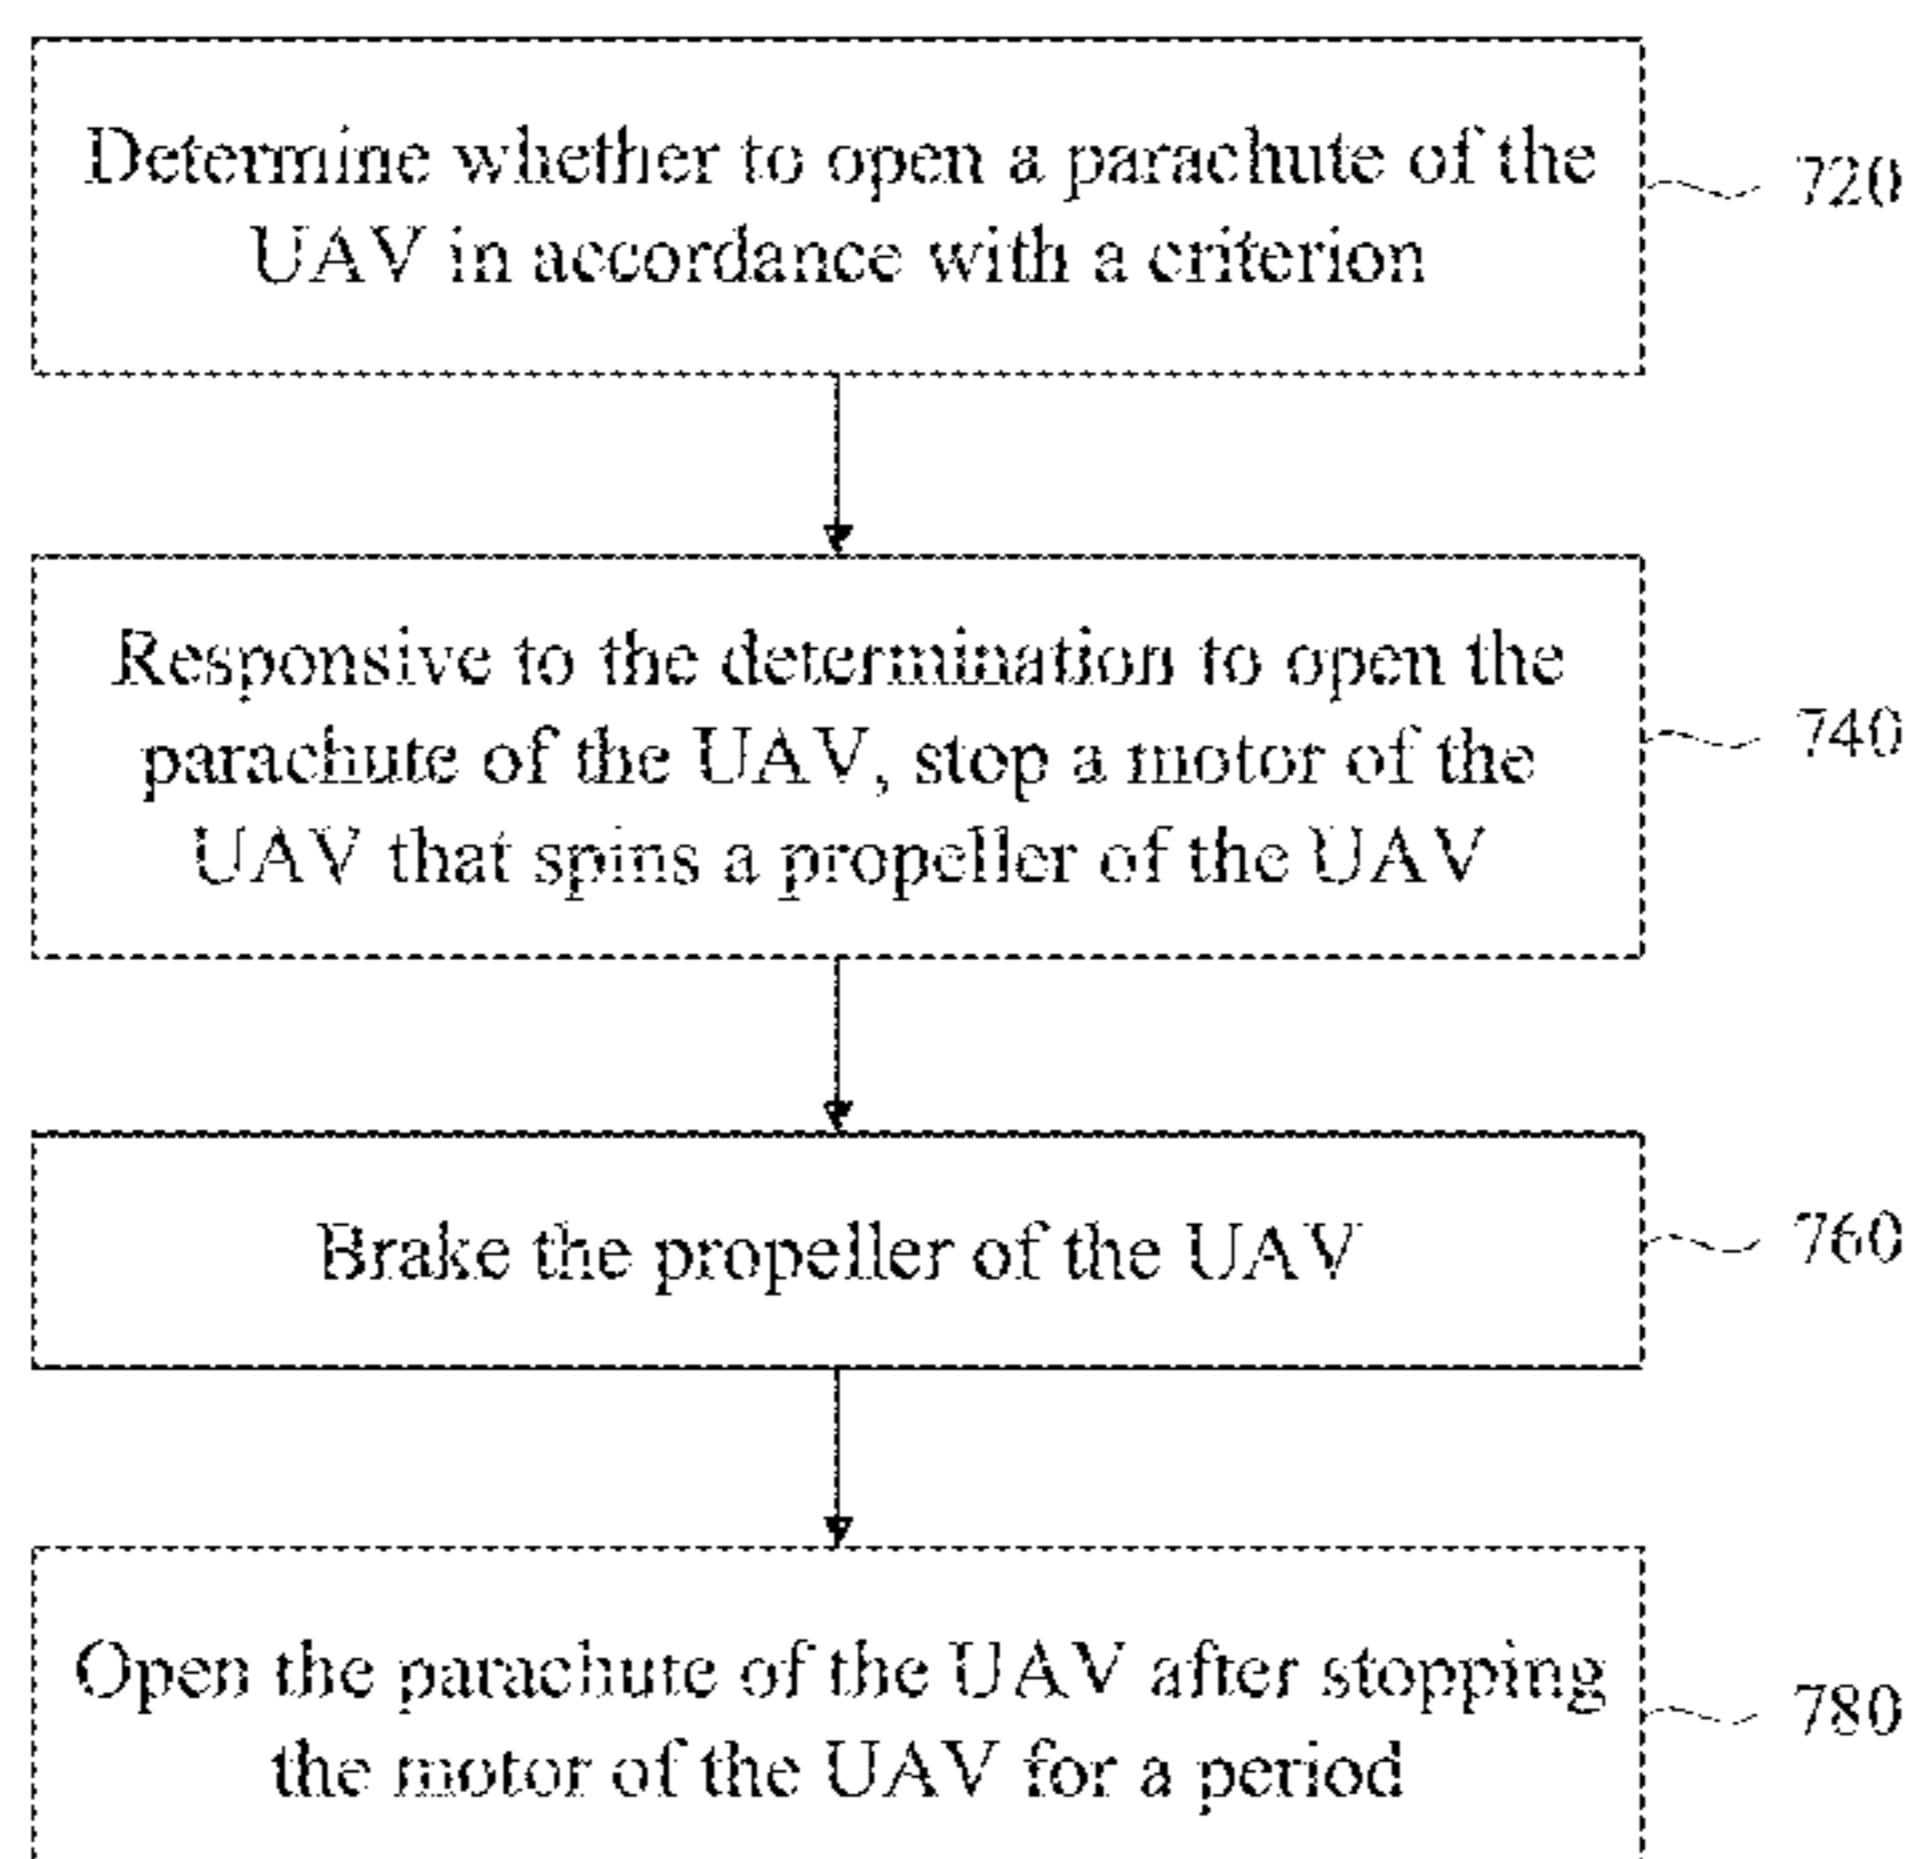 Determine whether to open a parachute of the
UAV in accordance with a criterion
720
Responsive to the determination to open the
parachute of the UAV, stop a motor of the
UAV that spins a propeller of the UAV
740
Brake the propeller of the UAV
760
Open the parachute of the UAV after stopping
the motor of the UAV for a period
780